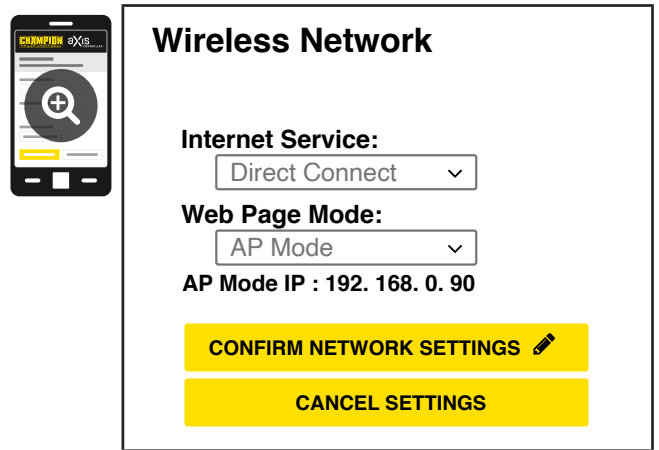 CHAMPION aXis
CONTROLLER
Wireless Network
Internet Service:
Direct Connect
Web Page Mode:
AP Mode
AP Mode IP : 192. 168. 0. 90
CONFIRM NETWORK SETTINGS
CANCEL SETTINGS